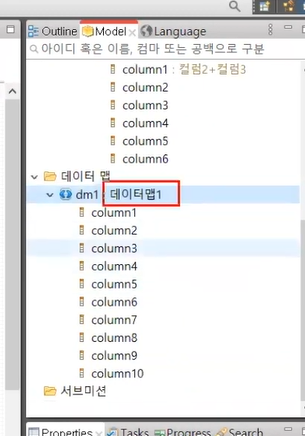 Outline Model Language
아이디 혹은 이름, 컴마 또는 공백으로 구분
column1 : 컬럼2+컬럼3
column2
column3
column4
column5
column6
데이터 맵
dm1 : 데이터맵1
column1
column2
column3
column4
column5
column6
column7
column8
column9
column10
서브미션
Properties Tasks Progress Search